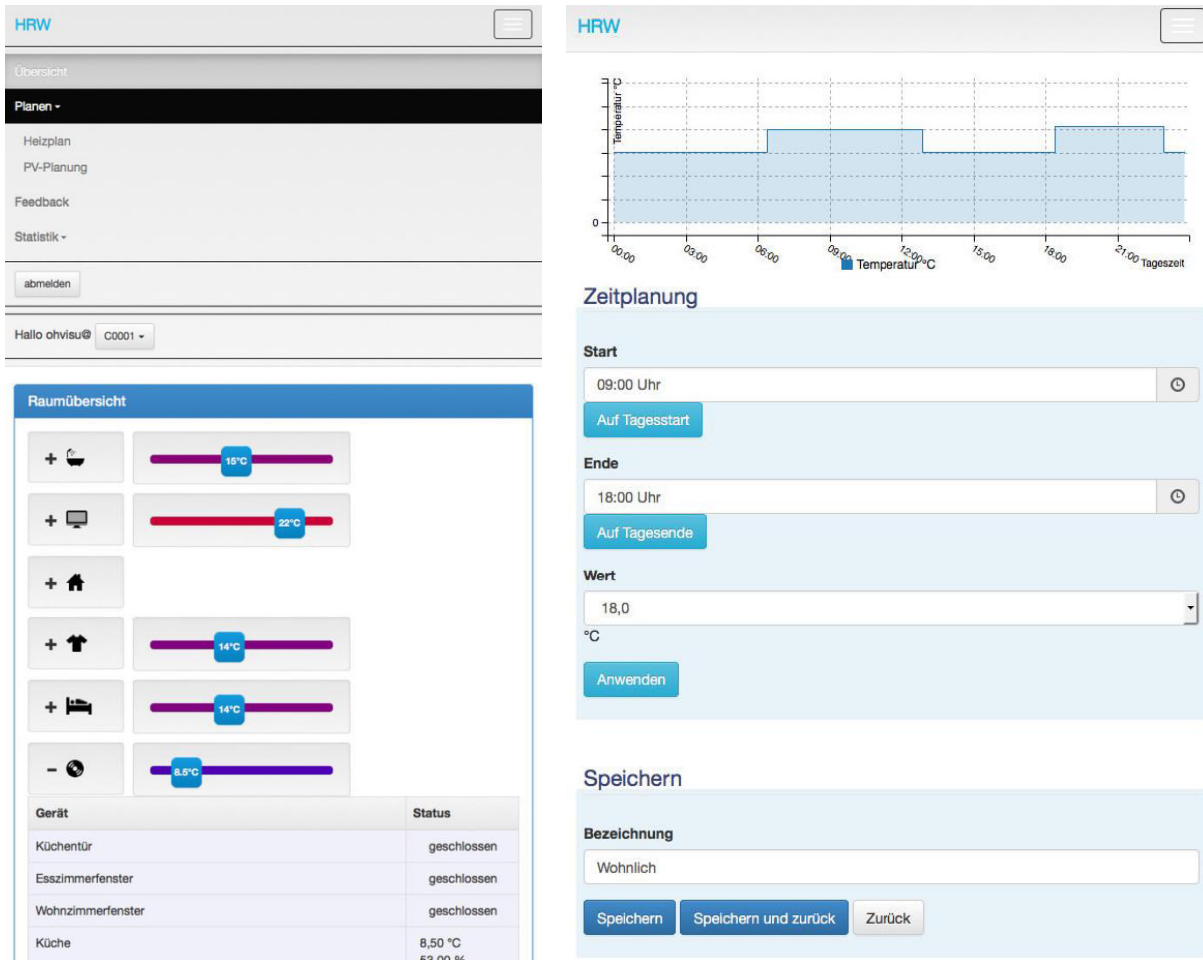 HRW
Übersicht
Planen
Heizplan
PV-Planung
Feedback
Statistik
abmelden
Hallo ohvisu@ C0001
Raumübersicht
+ 15°C
+ 22°C
+
+ 14°C
+ 14°C
- 8.5°C
Gerät Status
Küchentür geschlossen
Esszimmerfenster geschlossen
Wohnzimmerfenster geschlossen
Küche 8,50 °C
53,00 %
HRW
Temperatur °C
0
00:00 03:00 06:00 09:00 12:00 15:00 18:00 21:00 Tageszeit
Temperatur °C
Zeitplanung
Start
09:00 Uhr
Auf Tagesstart
Ende
18:00 Uhr
Auf Tagesende
Wert
18,0
°C
Anwenden
Speichern
Bezeichnung
Wohnlich
Speichern Speichern und zurück Zurück